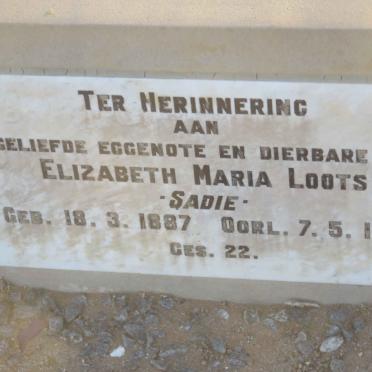 TER HERINNERING
AAN
GELIEFDE EGGENOTE EN DIERBARE
ELIZABETH MARIA LOOTS
- SADIE -
GEB. 18. 3. 1887 OORL. 7. 5. 1
GES. 22.